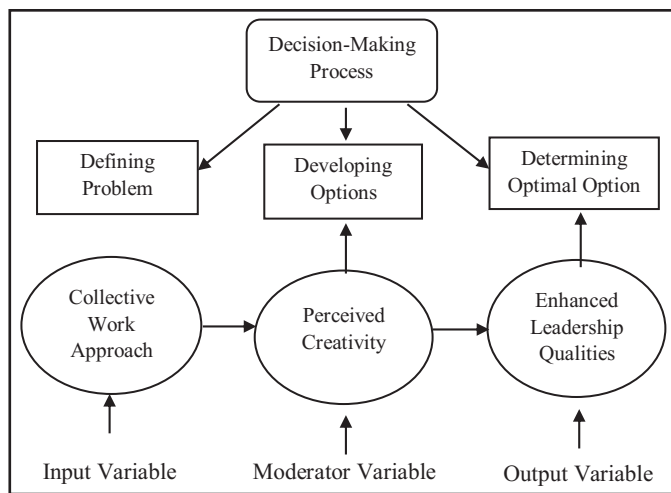 Decision-Making
Process
Defining
Problem
Developing
Options
Determining
Optimal Option
Collective
Work
Approach
Perceived
Creativity
Enhanced
Leadership
Qualities
Input Variable
Moderator Variable
Output Variable